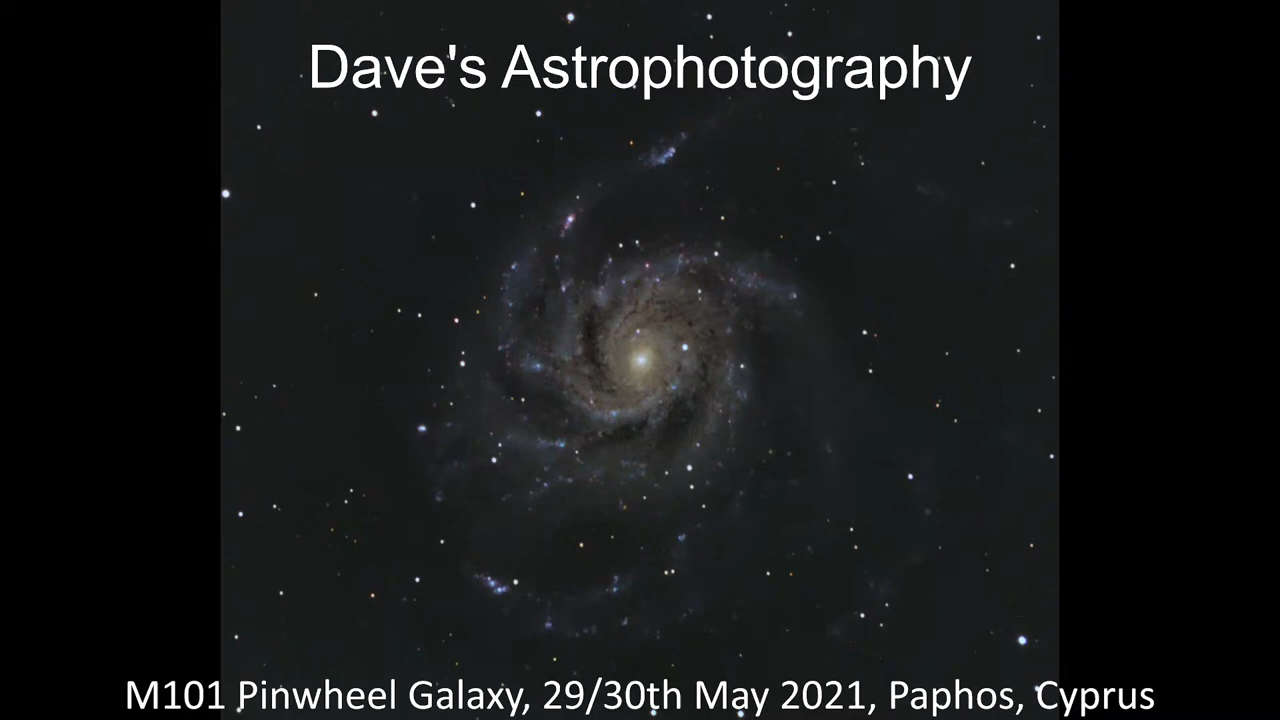 Dave's Astrophotography
M101 Pinwheel Galaxy, 29/30th May 2021, Paphos, Cyprus